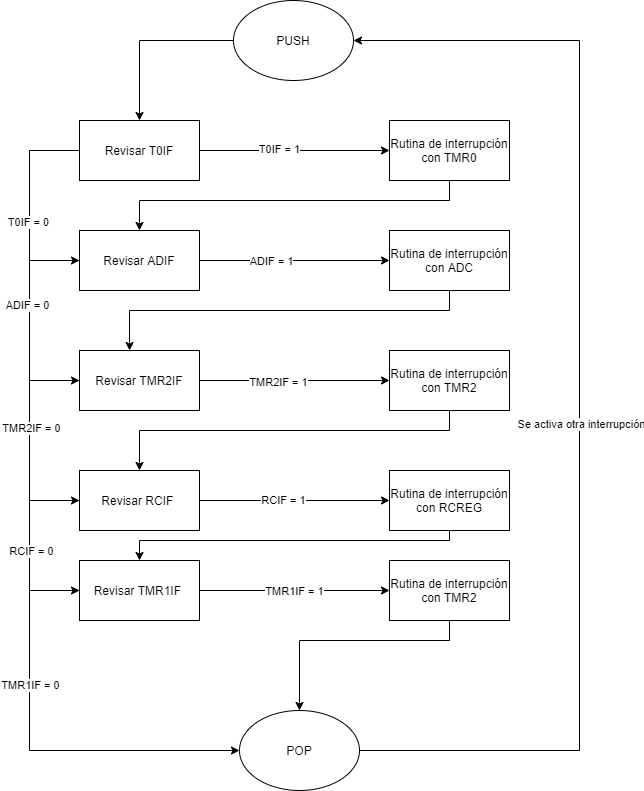 PUSH
Revisar T0IF
T0IF = 1
Rutina de interrupción
con TMR0
T0IF = 0
Revisar ADIF
ADIF = 1
Rutina de interrupción
con ADC
ADIF = 0
Revisar TMR2IF
TMR2IF = 1
Rutina de interrupción
con TMR2
TMR2IF = 0
Se activa otra interrupción
Revisar RCIF
RCIF = 1
Rutina de interrupción
con RCREG
RCIF = 0
Revisar TMR1IF
TMR1IF = 1
Rutina de interrupción
con TMR2
TMR1IF = 0
POP